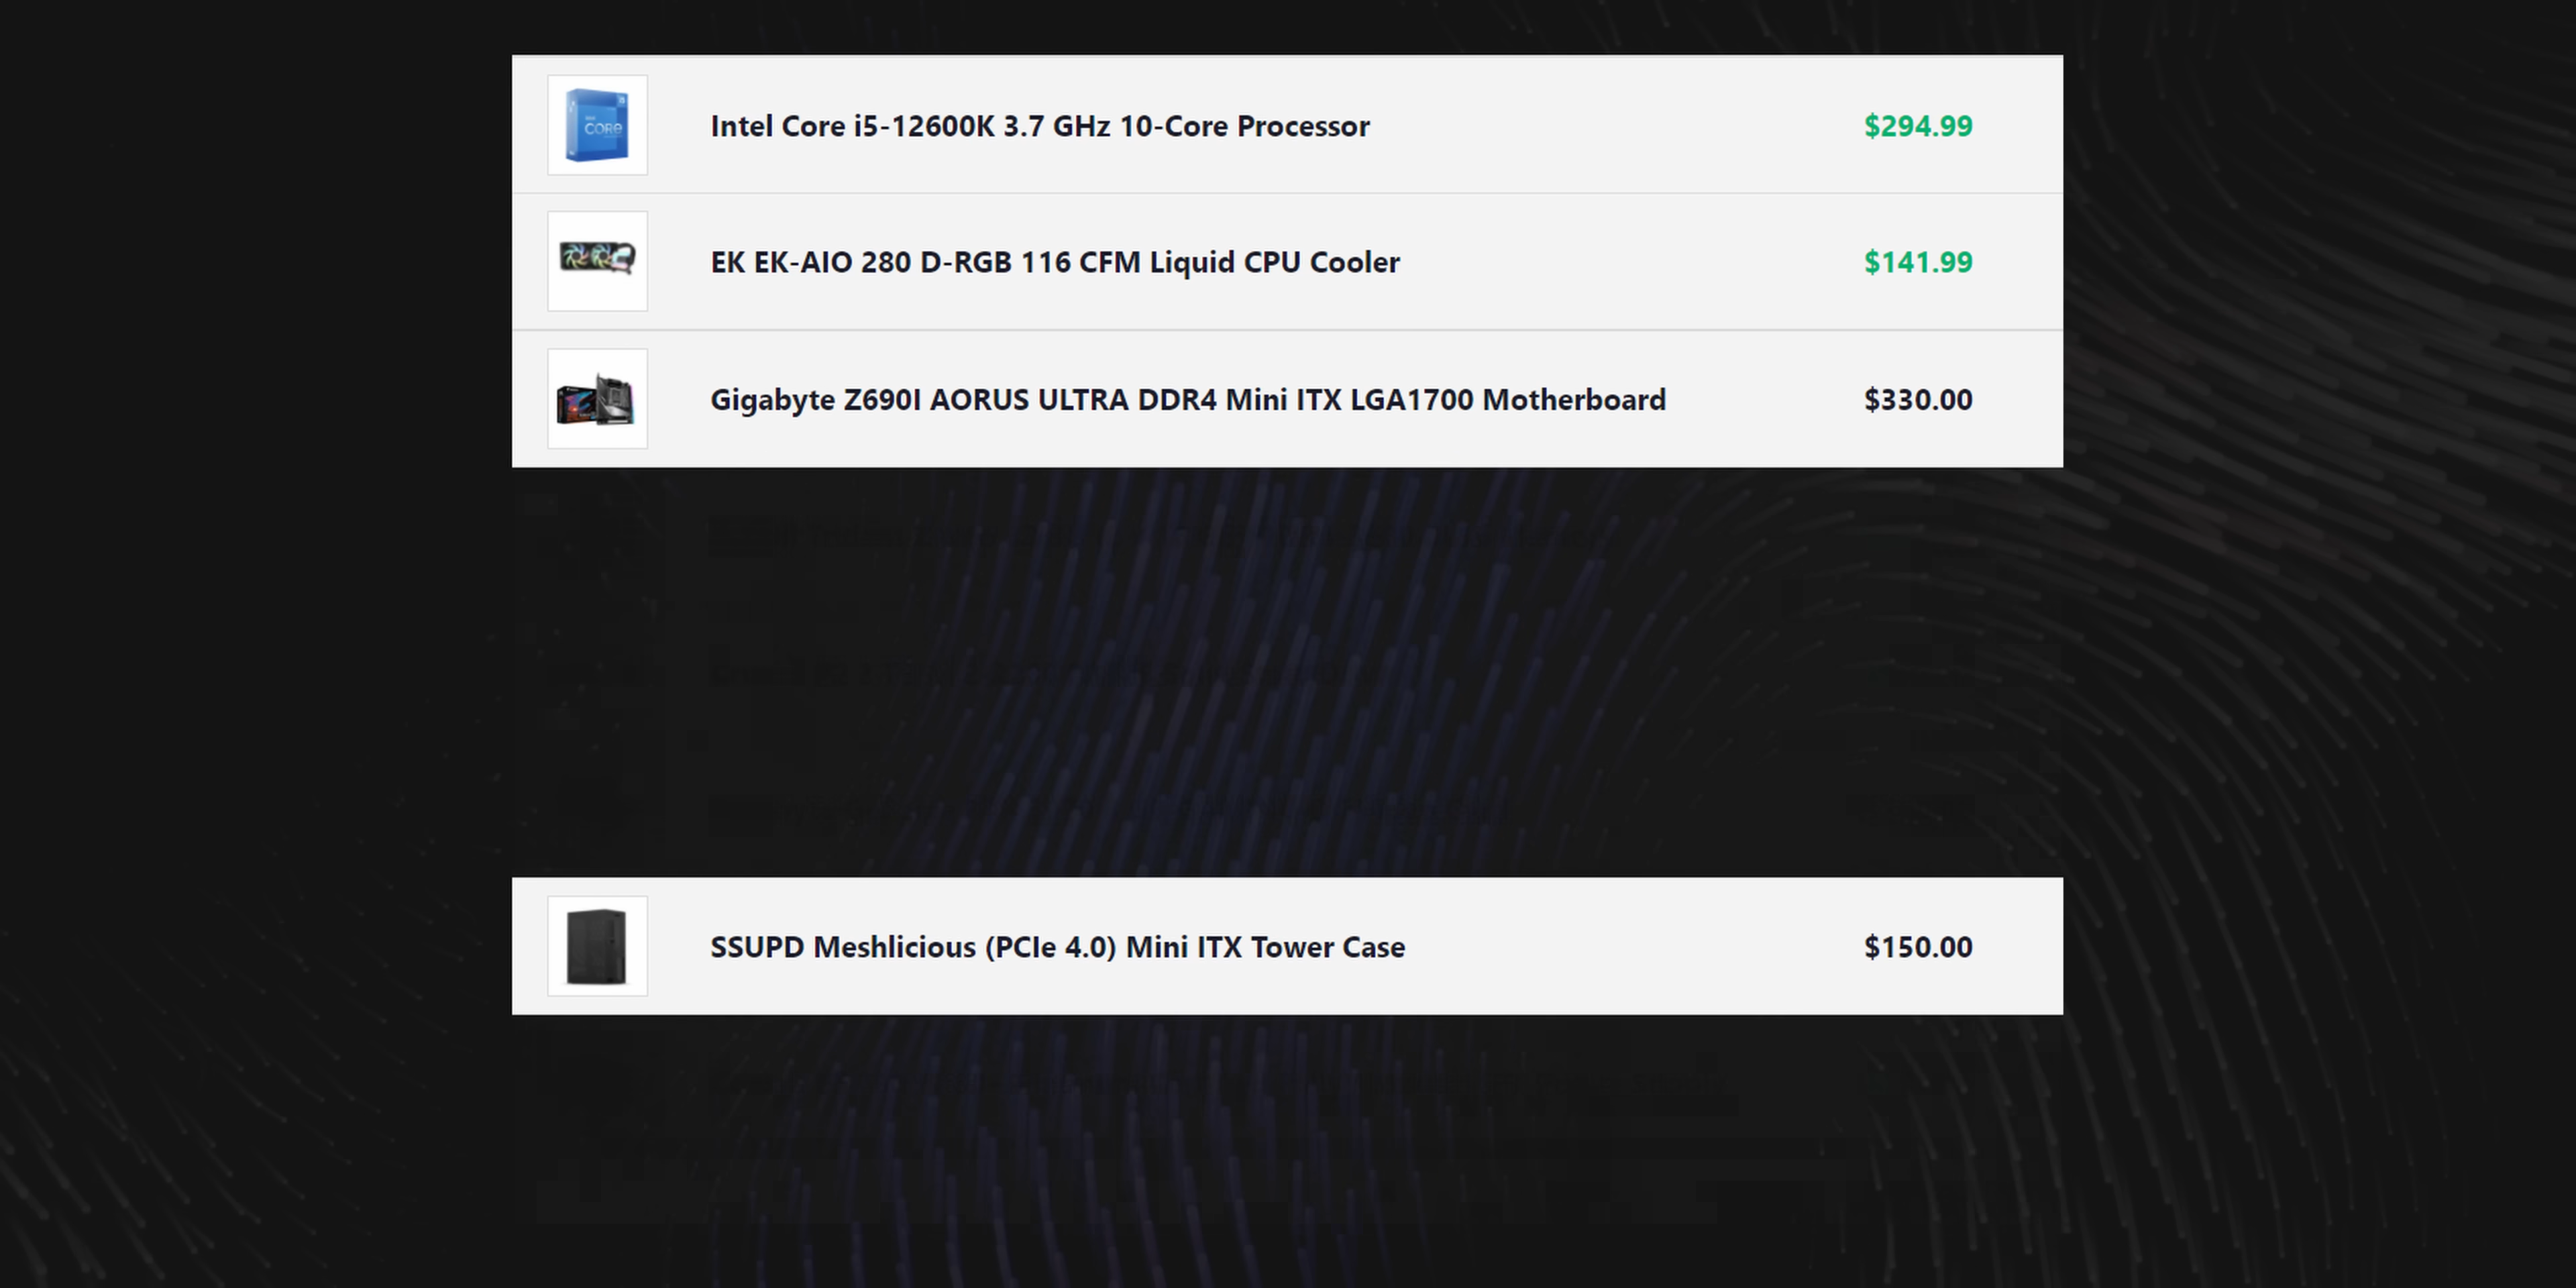 Intel Core i5-12600K 3.7 GHz 10-Core Processor $294.99
EK EK-AIO 280 D-RGB 116 CFM Liquid CPU Cooler $141.99
Gigabyte Z690I AORUS ULTRA DDR4 Mini ITX LGA1700 Motherboard $330.00
SSUPD Meshlicious (PCIe 4.0) Mini ITX Tower Case $150.00